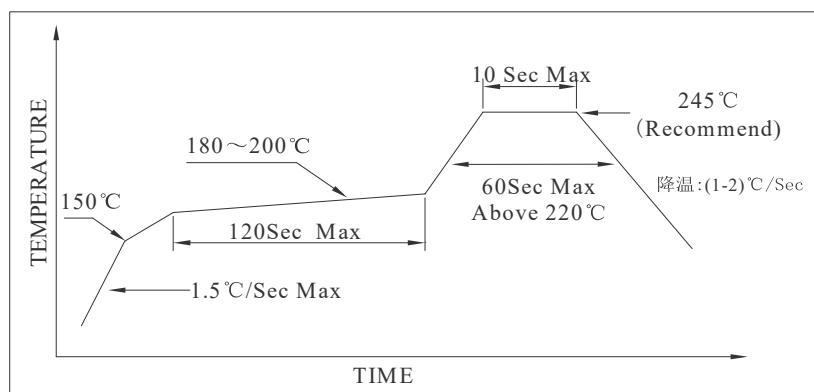 10 Sec Max
245℃
(Recommend)
180～200℃
降温:(1-2)℃/Sec
60Sec Max
Above 220℃
150℃
120Sec Max
1.5℃/Sec Max
TEMPERATURE
TIME